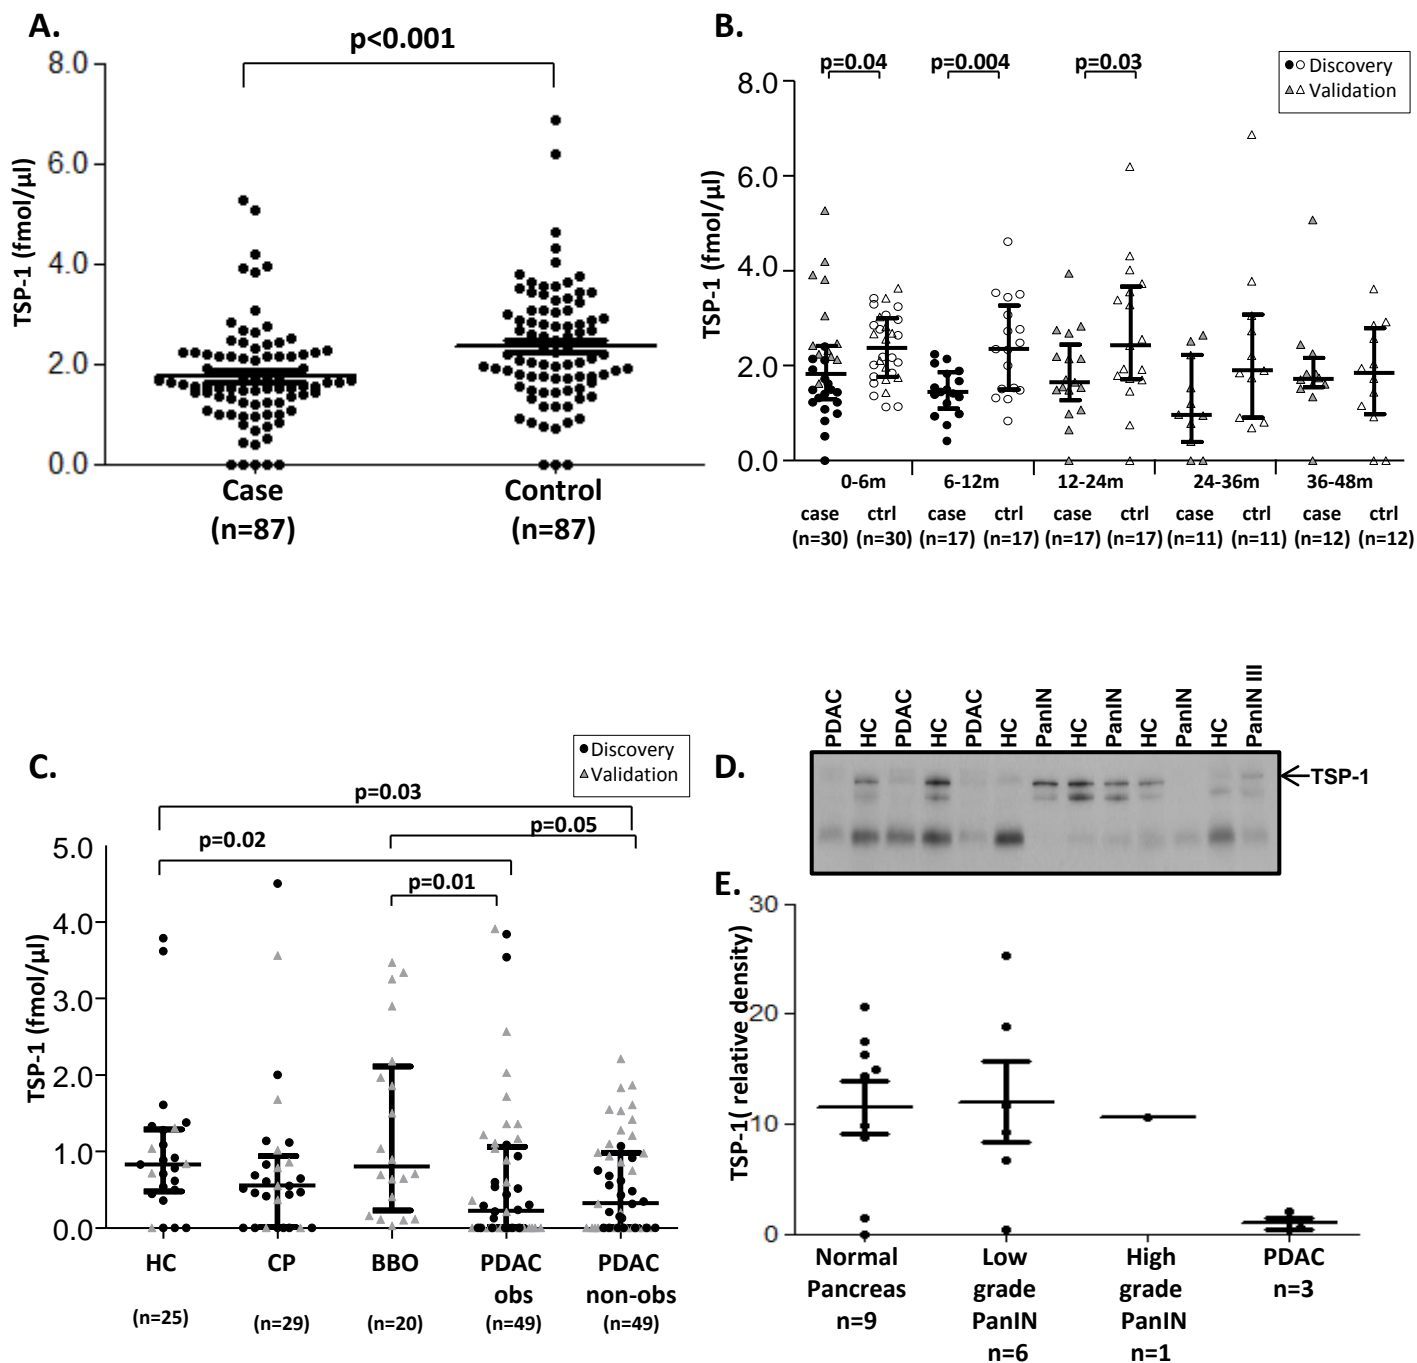 A.
p<0.001
8.0
6.0
4.0
2.0
0.0
TSP-1 (fmol/µl)
Case
(n=87)
Control
(n=87)
B.
p=0.04
p=0.004
p=0.03
Discovery
Validation
8.0
6.0
4.0
2.0
0.0
TSP-1 (fmol/µl)
0-6m
6-12m
12-24m
24-36m
36-48m
case ctrl case ctrl case ctrl case ctrl case ctrl
(n=30) (n=30) (n=17) (n=17) (n=17) (n=17) (n=11) (n=11) (n=12) (n=12)
C.
Discovery
Validation
p=0.03
p=0.05
p=0.02
p=0.01
5.0
4.0
3.0
2.0
1.0
0.0
TSP-1 (fmol/µl)
HC
(n=25)
CP
(n=29)
BBO
(n=20)
PDAC
obs
(n=49)
PDAC
non-obs
(n=49)
D.
PDAC
HC
PDAC
HC
PDAC
HC
PanIN
HC
PanIN
HC
PanIN
HC
PanIN III
TSP-1
E.
30
20
10
0
TSP-1( relative density)
Normal
Pancreas
n=9
Low
grade
PanIN
n=6
High
grade
PanIN
n=1
PDAC
n=3